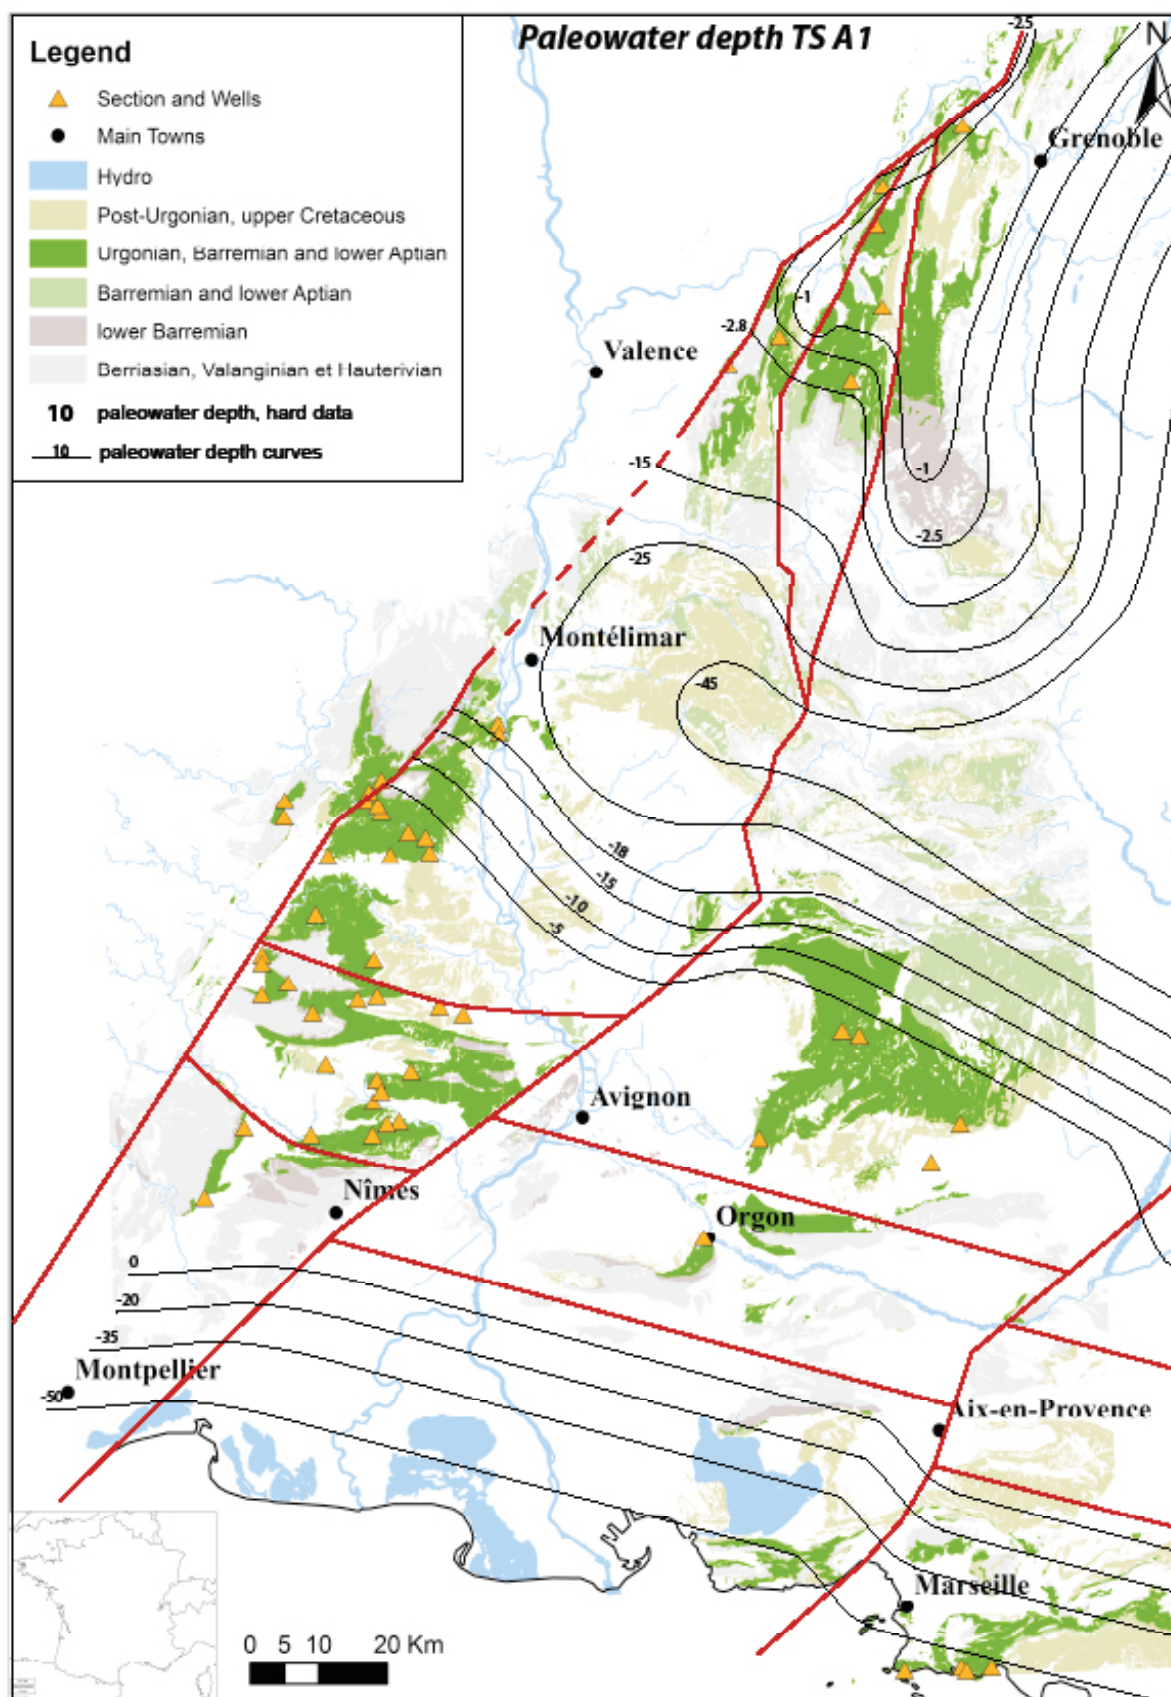 Paleowater depth TS A1
-25
N
Legend
Section and Wells
Main Towns
Hydro
Post-Urgonian, upper Cretaceous
Urgonian, Barremian and lower Aptian
Barremian and lower Aptian
lower Barremian
Berriasian, Valanginian et Hauterivian
10 paleowater depth, hard data
10 paleowater depth curves
Grenoble
-1
-2.8
Valence
-15
-1
-2.5
-25
Montélimar
-45
-18
-15
-10
-5
Avignon
Nîmes
Orgon
0
-20
-35
Montpellier
-50
Aix-en-Provence
Marseille
0 5 10 20 Km